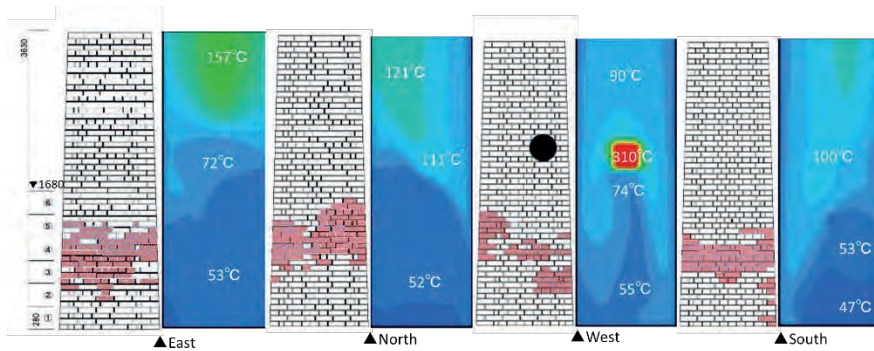 3630
▼1680
⑥
⑤
④
③
②
①
280
157°C
72°C
53°C
▲East
121°C
111°C
52°C
▲North
90°C
310°C
74°C
55°C
▲West
100°C
53°C
47°C
▲South